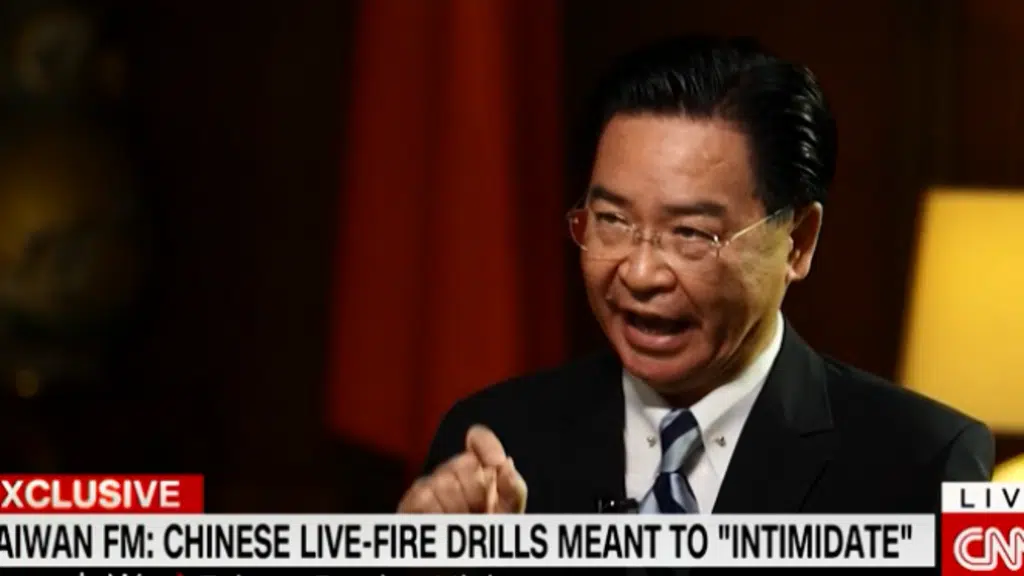 XCLUSIVE
LIV
AIWAN FM: CHINESE LIVE-FIRE DRILLS MEANT TO "INTIMIDATE"
CNN